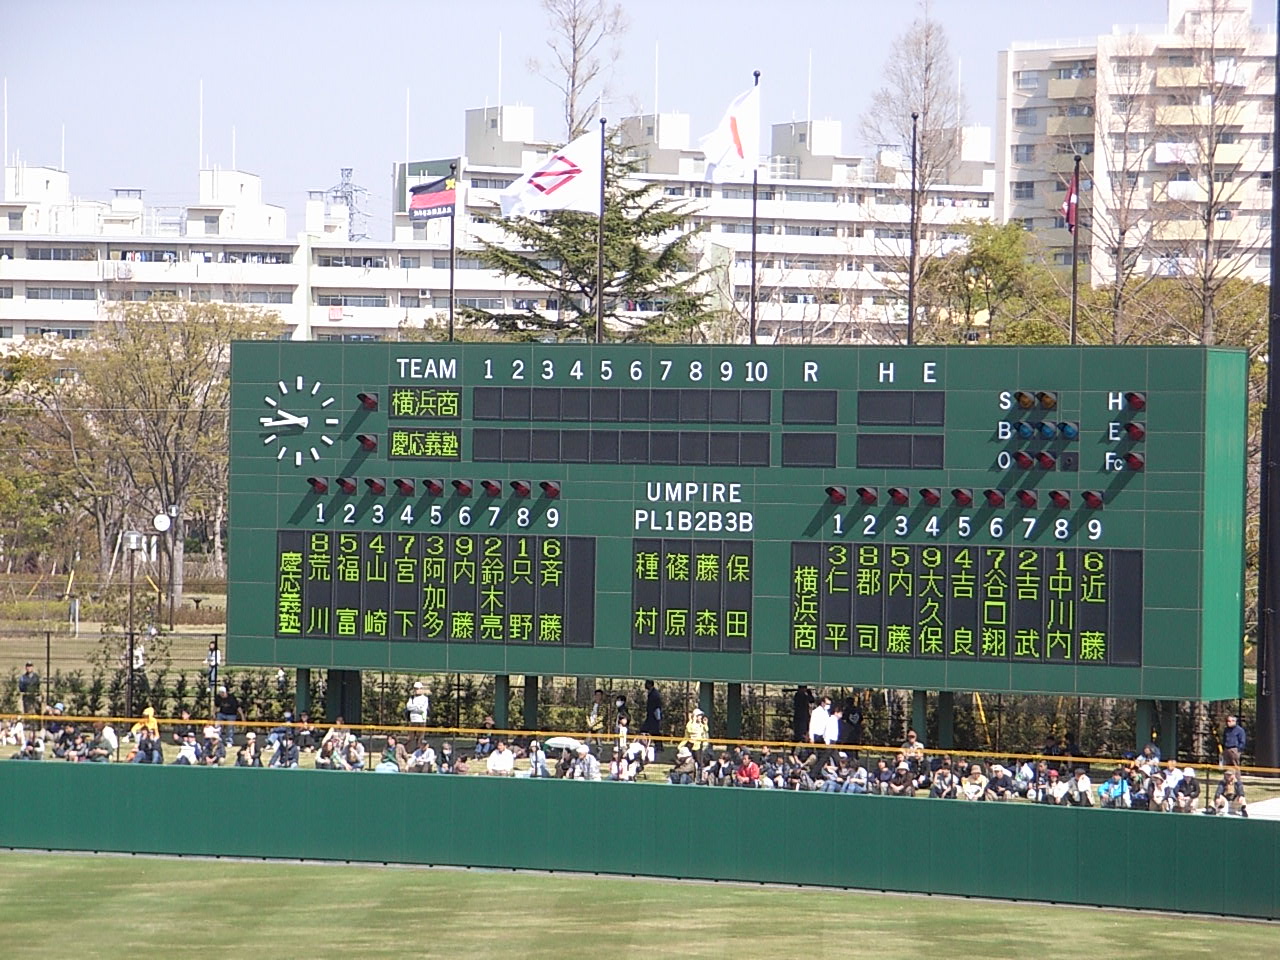 TEAM 1 2 3 4 5 6 7 8 9 10 R H E
横浜商
慶応義塾
S H
B E
O Fc
UMPIRE
PL1B2B3B
1 2 3 4 5 6 7 8 9
8 5 4 7 3 9 2 1 6
慶応義塾
荒川
福富
山崎
宮下
阿加多
内藤
鈴木亮
只野
斉藤
種村
篠原
藤森
保田
1 2 3 4 5 6 7 8 9
3 8 5 9 4 7 2 1 6
横浜商
仁平
郡司
内藤
大久保
吉良
谷口翔
吉武
中川内
近藤